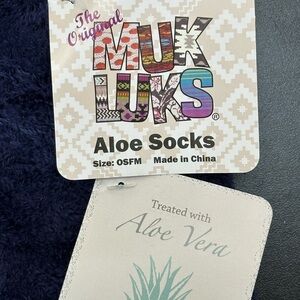 The
Original
MUK
LUKS®
Aloe Socks
Size: OSFM Made in China
Treated with
Aloe Vera